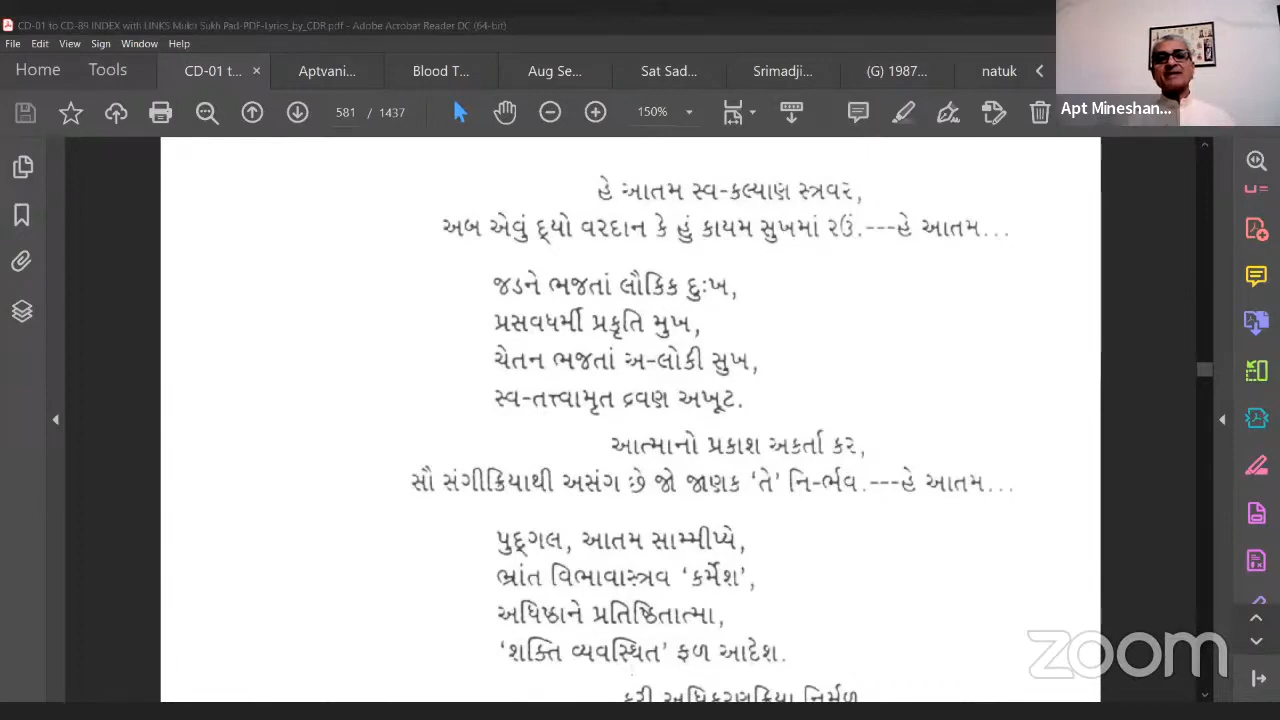 CD-01 to CD-89 INDEX with LINKS Mukti Sukh Pad-PDF-Lyrics_by_CDR.pdf - Adobe Acrobat Reader DC (64-bit)
File Edit View Sign Window Help
Home Tools CD-01 t... × Aptvani... Blood T... Aug Se... Sat Sad... Srimadji... (G) 1987... natuk
581 / 1437 150%
Apt Mineshan...
હે આતમ સ્વ-કલ્યાણ સ્ત્રવર,
અબ એવું દ્યો વરદાન કે હું કાયમ સુખમાં રઉં.---હે આતમ...
જડને ભજતાં લૌકિક દુઃખ,
પ્રસવધર્મી પ્રકૃતિ મુખ,
ચેતન ભજતાં અ-લોકી સુખ,
સ્વ-તત્ત્વામૃત દ્રવણ અખૂટ.
આત્માનો પ્રકાશ અકર્તા કર,
સૌ સંગીક્રિયાથી અસંગ છે જો જાણક ‘તે’ નિ-ર્ભવ.---હે આતમ...
પુદ્ગલ, આતમ સામ્મીપ્યે,
ભ્રાંત વિભાવાસ્ત્રવ ‘કર્મેશ’,
અધિષ્ઠાને પ્રતિષ્ઠિતાત્મા,
‘શક્તિ વ્યવસ્થિત’ ફળ આદેશ.
zoom